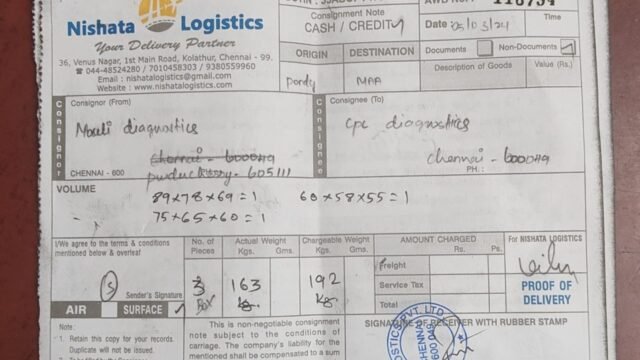 Nishata Logistics
Your Delivery Partner
36, Venus Nagar, 1st Main Road, Kolathur, Chennai - 99.
044-48524280 / 7010458303 / 9380559960
Email : nishatalogistics@gmail.com
Website : www.nishatalogistics.com
Consignment Note
CASH / CREDIT
Date 05/03/24
Time
ORIGIN
DESTINATION
Pondy
MAA
Documents
Non-Documents
Description of Goods
Value (Rs.)
Consignor
Consignor (From)
Mouli diagnostics
Chennai - 600049
CHENNAI - 600
puducherry - 605111
Consignee
Consignee (To)
cpc diagnostics
chennai - 600049
PH. :
VOLUME
89×78×69=1 60×58×55=1
75×65×60=1
I/We agree to the terms & conditions
mentioned below & overleaf
Sender's Signature
AIR
SURFACE
No. of Pieces
3
Box
Actual Weight
Kgs. Gms.
163
kg.
Chargeable Weight
Kgs. Gms.
192
kg.
AMOUNT CHARGED
Rs. Ps.
Freight
Service Tax
Total
For NISHATA LOGISTICS
PROOF OF
DELIVERY
SIGNATURE OF RECEIVER WITH RUBBER STAMP
Note:
1. Retain this copy for your records.
Duplicate will not be issued.
This is non-negotiable consignment
note subject to the conditions of
carriage. The company's liability for
the mentioned shall be compensated to a sum